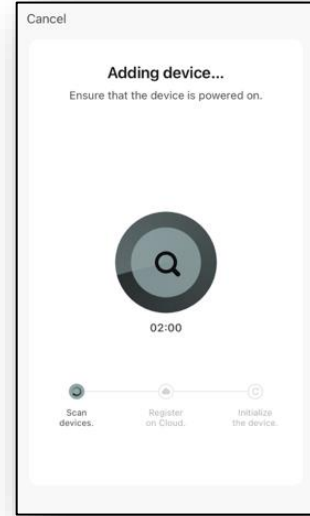 Cancel
Adding device...
Ensure that the device is powered on.
02:00
Scan
devices.
Register
on Cloud.
Initialize
the device.